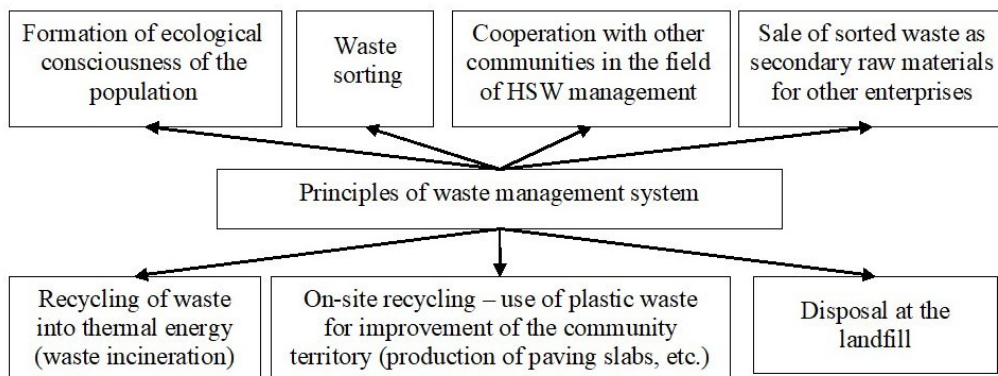 Formation of ecological
consciousness of the
population
Waste
sorting
Cooperation with other
communities in the field
of HSW management
Sale of sorted waste as
secondary raw materials
for other enterprises
Principles of waste management system
Recycling of waste
into thermal energy
(waste incineration)
On-site recycling – use of plastic waste
for improvement of the community
territory (production of paving slabs, etc.)
Disposal at the
landfill